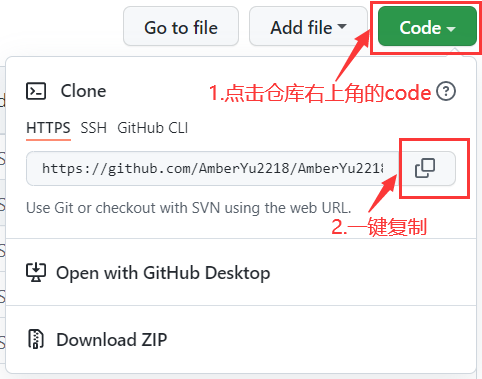 Go to file
Add file
Code
Clone
1.点击仓库右上角的code
HTTPS
SSH
GitHub CLI
https://github.com/AmberYu2218/AmberYu2218
Use Git or checkout with SVN using the web URL.
2.一键复制
Open with GitHub Desktop
Download ZIP